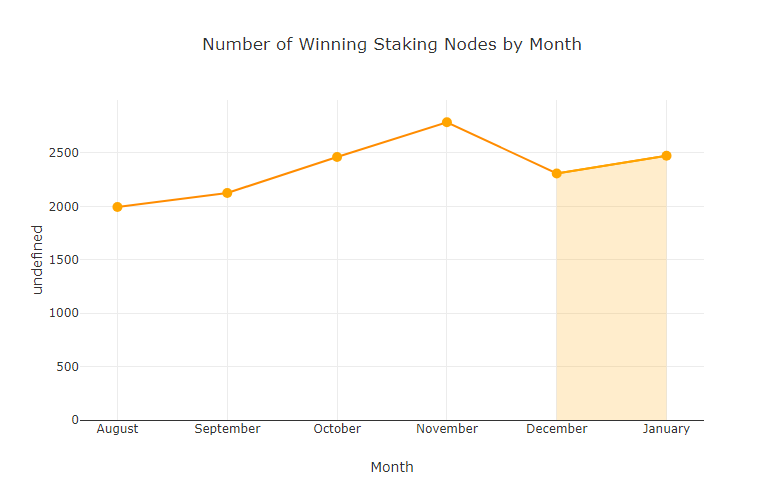 Number of Winning Staking Nodes by Month
undefined
2500
2000
1500
1000
500
0
August September October November December January
Month